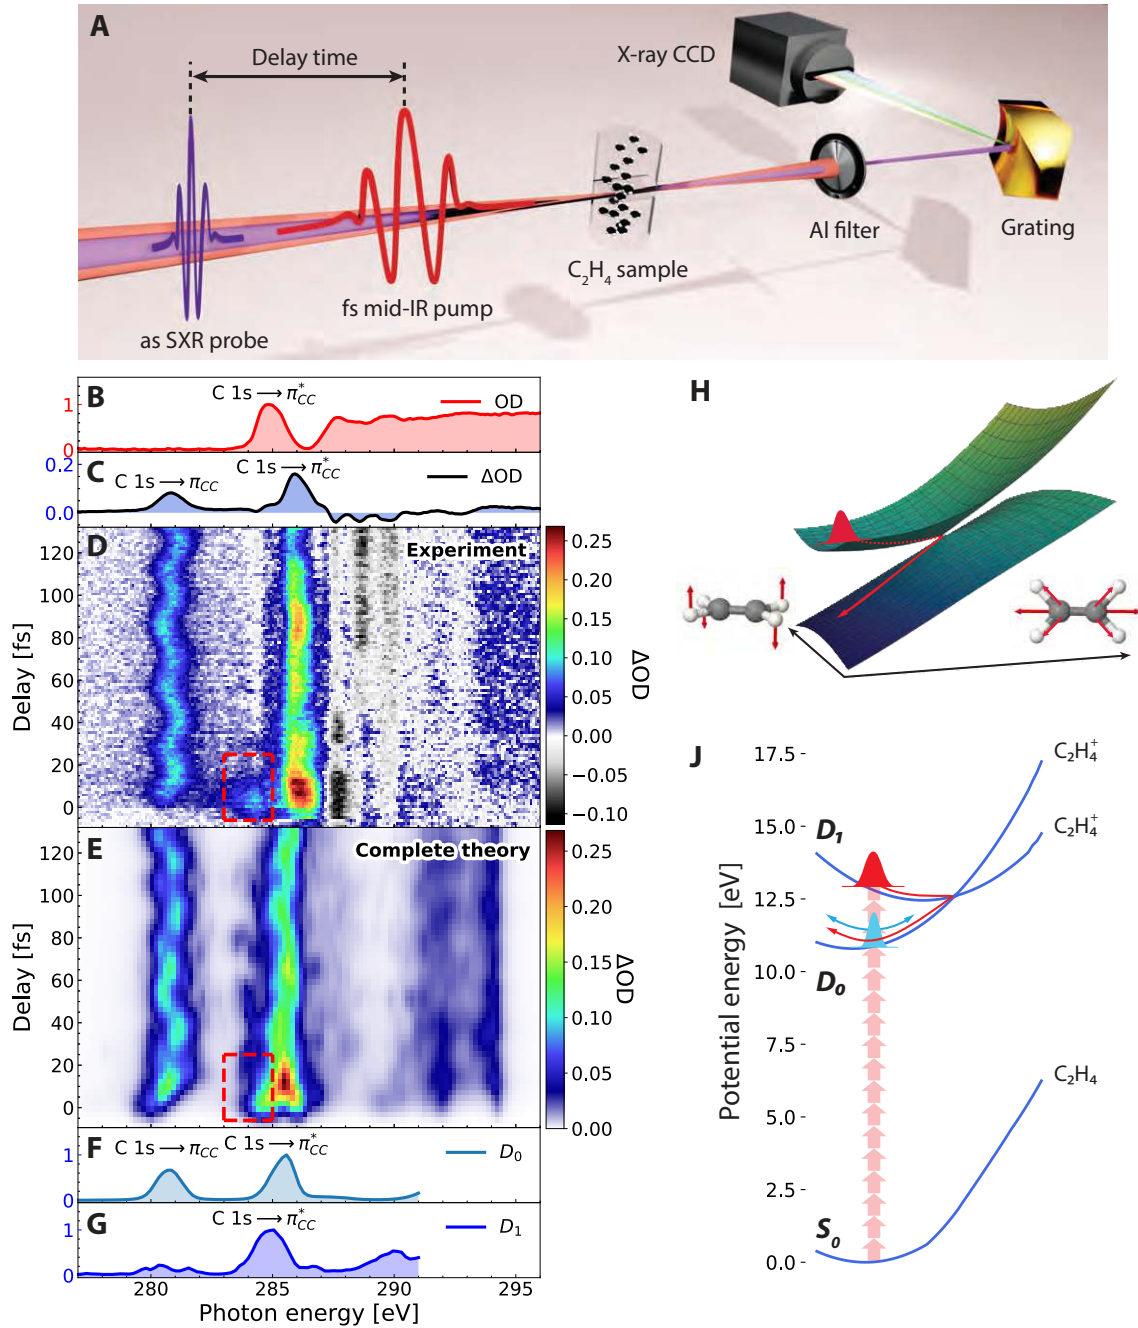 A
Delay time
X-ray CCD
Al filter
Grating
C₂H₄ sample
fs mid-IR pump
as SXR probe
B
C 1s ⟶ π*CC
OD
1
0
C
C 1s ⟶ πCC
C 1s ⟶ π*CC
ΔOD
0.2
0.0
D
Experiment
120
100
80
60
40
20
0
Delay [fs]
0.25
0.20
0.15
0.10
0.05
0.00
−0.05
−0.10
ΔOD
E
Complete theory
120
100
80
60
40
20
0
Delay [fs]
0.25
0.20
0.15
0.10
0.05
0.00
ΔOD
F
C 1s ⟶ πCC
C 1s ⟶ π*CC
D₀
1
0
G
C 1s ⟶ π*CC
D₁
1
0
280
285
290
295
Photon energy [eV]
H
J
17.5
15.0
12.5
10.0
7.5
5.0
2.5
0.0
Potential energy [eV]
C₂H₄⁺
C₂H₄⁺
D₁
D₀
C₂H₄
S₀